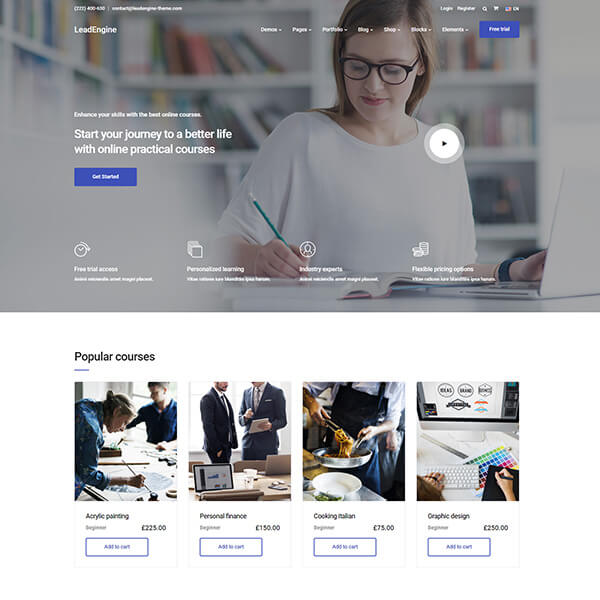 (222) 400-630 | contact@leadengine-theme.com Login Register EN
LeadEngine Demos Pages Portfolio Blog Shop Blocks Elements Free trial
Enhance your skills with the best online courses.
Start your journey to a better life
with online practical courses
Get Started
Free trial access Personalized learning Industry experts Flexible pricing options
Animi reiciendis amet magni placeat. Vitae ratione iure blanditiis ipsa harum. Animi reiciendis amet magni placeat. Vitae ratione iure blanditiis ipsa harum.
Popular courses
IDEAS BRAND
Acrylic painting Personal finance Cooking Italian Graphic design
Beginner £225.00 Beginner £150.00 Beginner £75.00 Beginner £250.00
Add to cart Add to cart Add to cart Add to cart